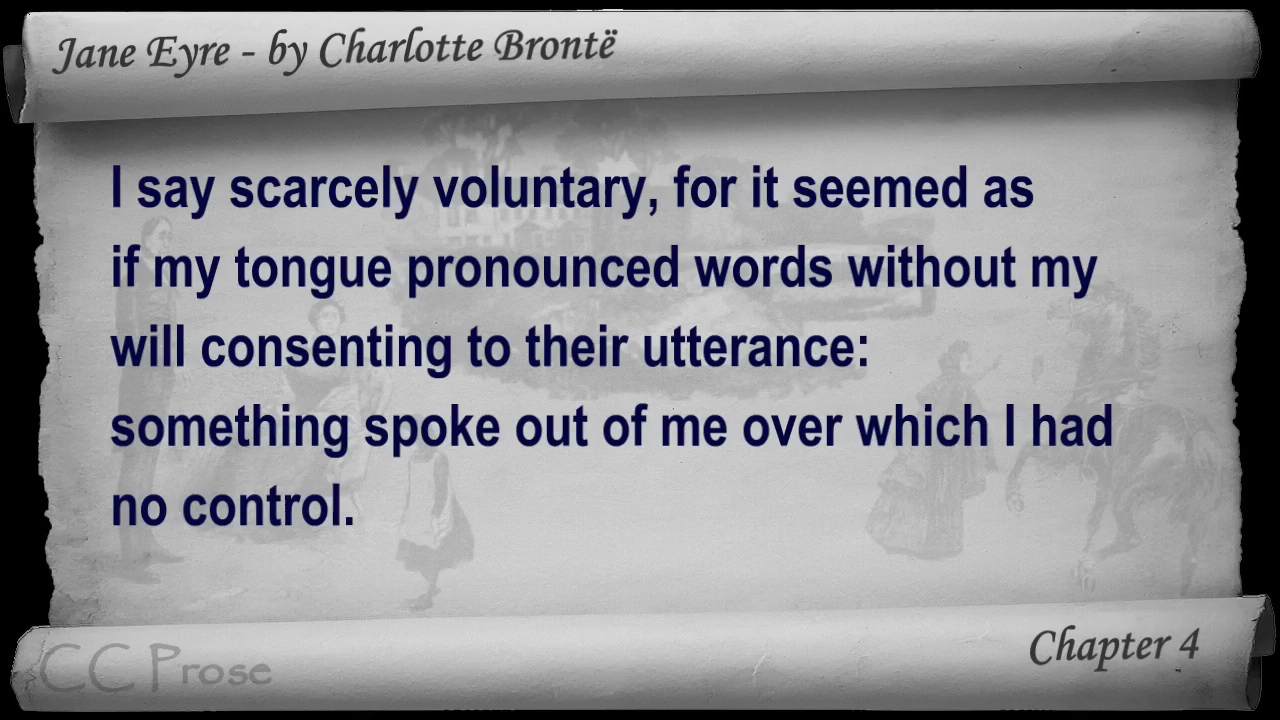 Jane Eyre - by Charlotte Brontë
I say scarcely voluntary, for it seemed as
if my tongue pronounced words without my
will consenting to their utterance:
something spoke out of me over which I had
no control.
Chapter 4
CC Prose